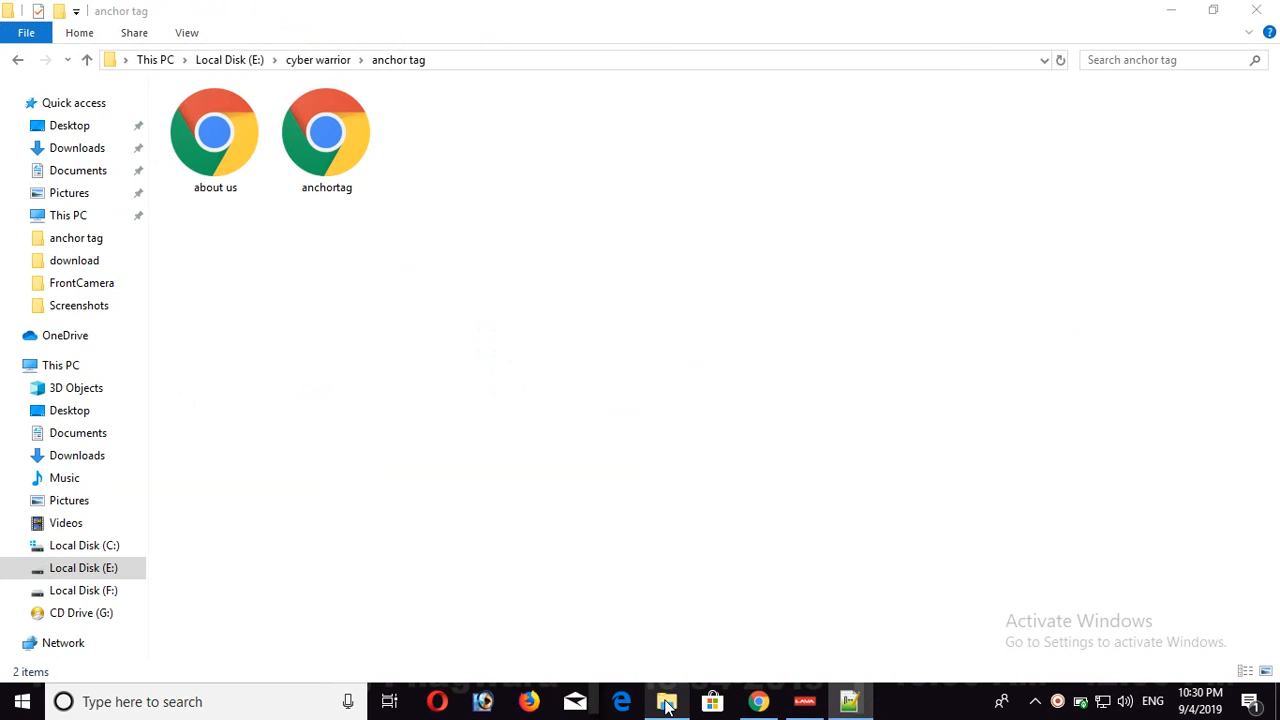 anchor tag
File Home Share View
This PC Local Disk (E:) cyber warrior anchor tag
Search anchor tag
Quick access
Desktop
Downloads
Documents
Pictures
This PC
anchor tag
download
FrontCamera
Screenshots
OneDrive
This PC
3D Objects
Desktop
Documents
Downloads
Music
Pictures
Videos
Local Disk (C:)
Local Disk (E:)
Local Disk (F:)
CD Drive (G:)
Network
about us anchortag
Activate Windows
Go to Settings to activate Windows.
2 items
Type here to search
LAVA
ENG
10:30 PM
9/4/2019
1